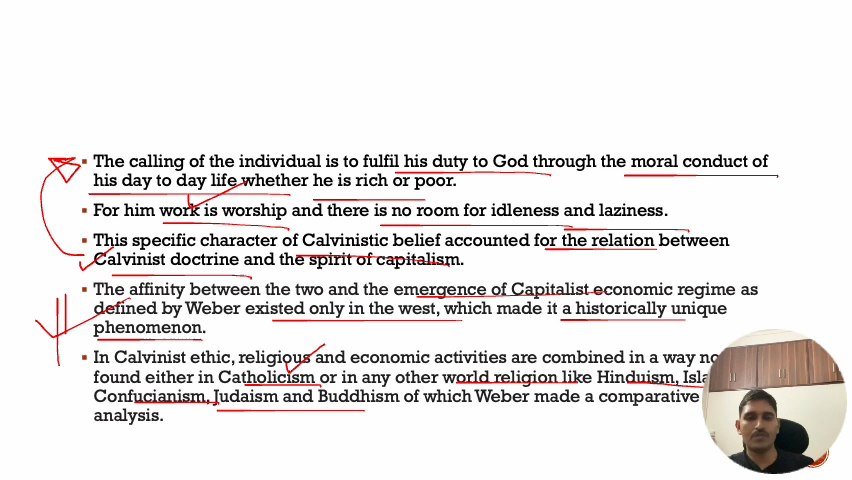 The calling of the individual is to fulfil his duty to God through the moral conduct of
his day to day life whether he is rich or poor.
For him work is worship and there is no room for idleness and laziness.
This specific character of Calvinistic belief accounted for the relation between
Calvinist doctrine and the spirit of capitalism.
The affinity between the two and the emergence of Capitalist economic regime as
defined by Weber existed only in the west, which made it a historically unique
phenomenon.
In Calvinist ethic, religious and economic activities are combined in a way
found either in Catholicism or in any other world religion like Hinduism,
Confucianism, Judaism and Buddhism of which Weber made a comparative
analysis.